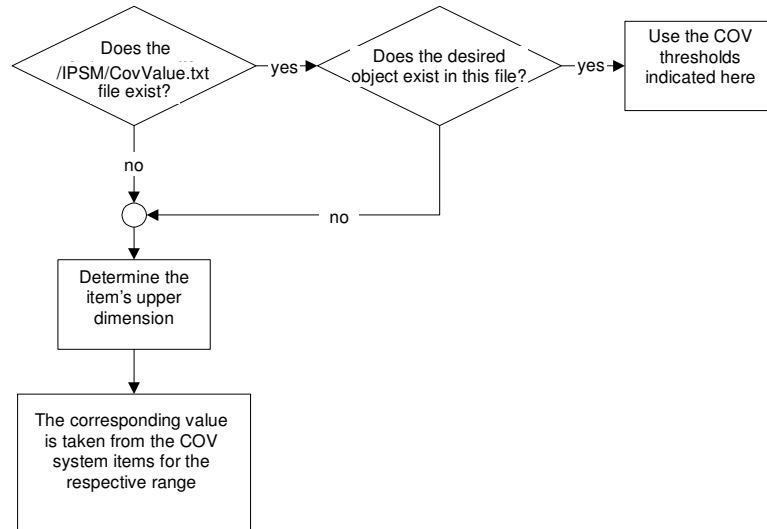 Does the
/IPSM/CovValue.txt
file exist?
yes
Does the desired
object exist in this file?
yes
Use the COV
thresholds
indicated here
no
no
Determine the
item's upper
dimension
The corresponding value
is taken from the COV
system items for the
respective range